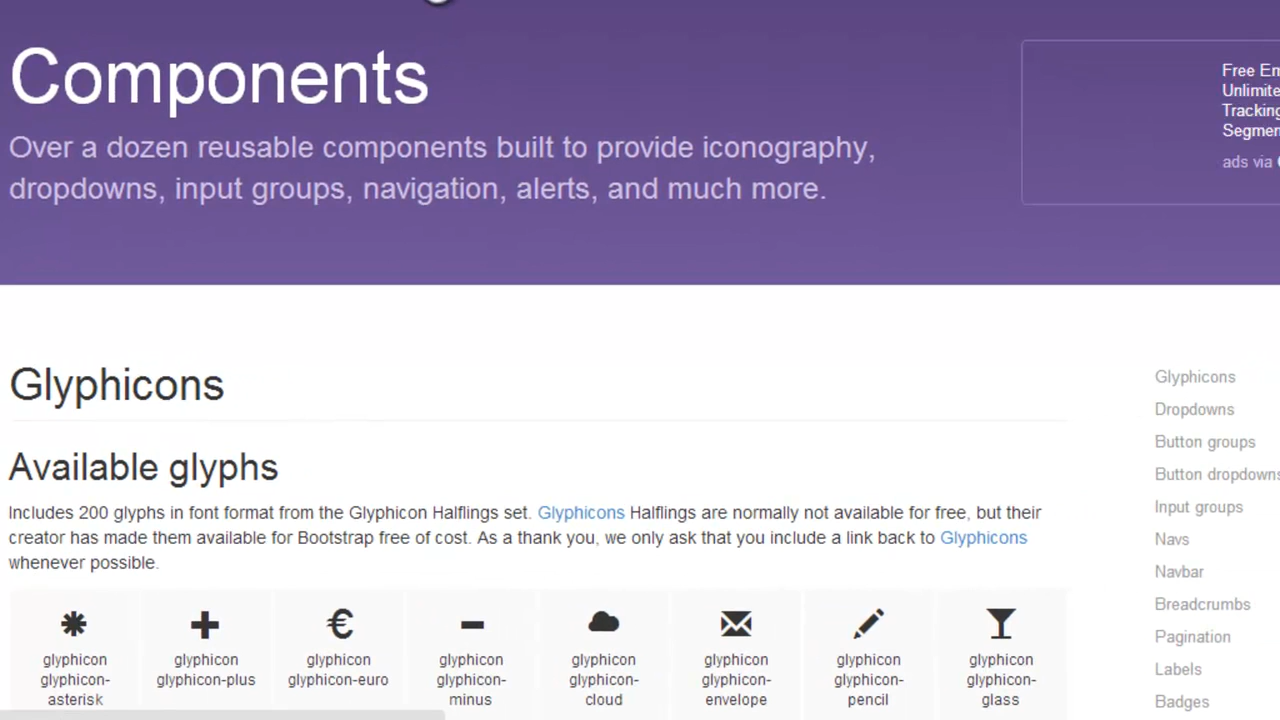 Components
Over a dozen reusable components built to provide iconography,
dropdowns, input groups, navigation, alerts, and much more.
Free
Tracking
ads via
Glyphicons
Available glyphs
Includes 200 glyphs in font format from the Glyphicon Halflings set. Glyphicons Halflings are normally not available for free, but their
creator has made them available for Bootstrap free of cost. As a thank you, we only ask that you include a link back to Glyphicons
whenever possible.
glyphicon glyphicon-asterisk
glyphicon glyphicon-plus
glyphicon glyphicon-euro
glyphicon glyphicon-minus
glyphicon glyphicon-cloud
glyphicon glyphicon-envelope
glyphicon glyphicon-pencil
glyphicon glyphicon-glass
Glyphicons
Dropdowns
Button groups
Button dropdowns
Input groups
Navs
Navbar
Breadcrumbs
Pagination
Labels
Badges